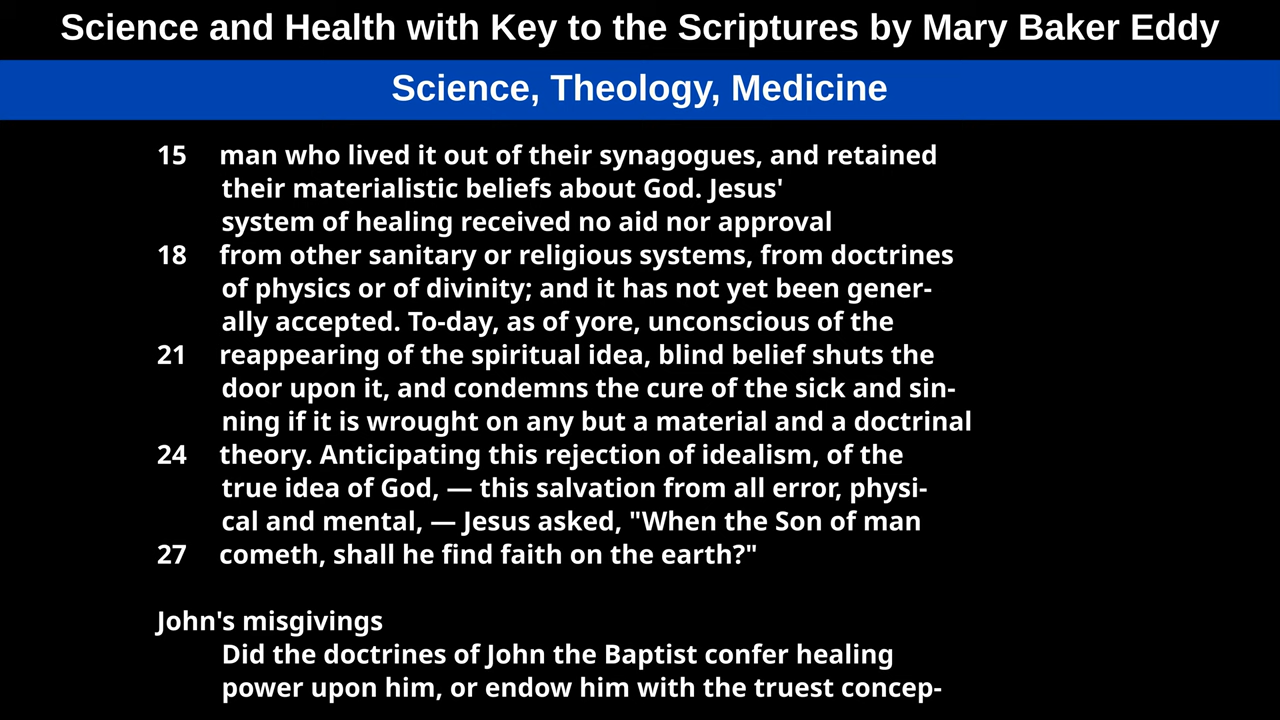 Science and Health with Key to the Scriptures by Mary Baker Eddy
Science, Theology, Medicine
15 man who lived it out of their synagogues, and retained
their materialistic beliefs about God. Jesus'
system of healing received no aid nor approval
18 from other sanitary or religious systems, from doctrines
of physics or of divinity; and it has not yet been gener-
ally accepted. To-day, as of yore, unconscious of the
21 reappearing of the spiritual idea, blind belief shuts the
door upon it, and condemns the cure of the sick and sin-
ning if it is wrought on any but a material and a doctrinal
24 theory. Anticipating this rejection of idealism, of the
true idea of God, — this salvation from all error, physi-
cal and mental, — Jesus asked, "When the Son of man
27 cometh, shall he find faith on the earth?"
John's misgivings
Did the doctrines of John the Baptist confer healing
power upon him, or endow him with the truest concep-